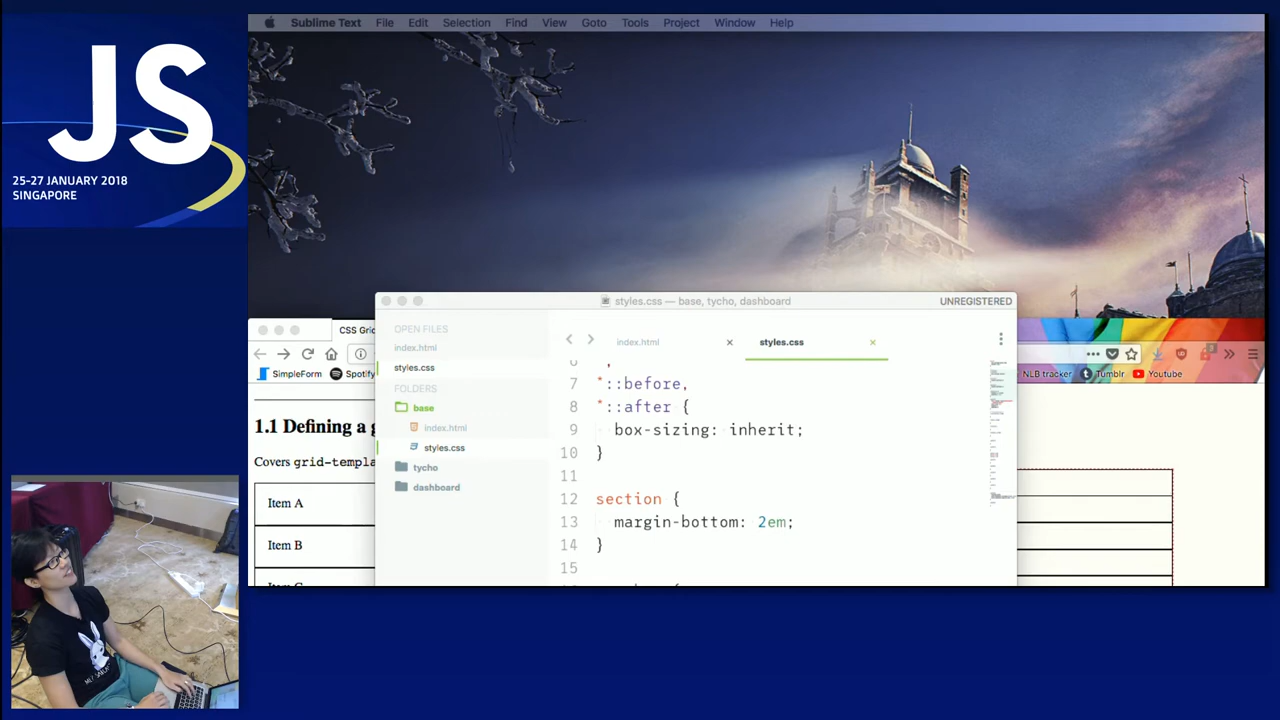 JS
25-27 JANUARY 2018
SINGAPORE
Sublime Text File Edit Selection Find View Goto Tools Project Window Help
styles.css — base, tycho, dashboard
UNREGISTERED
OPEN FILES
index.html
styles.css
FOLDERS
base
index.html
styles.css
tycho
dashboard
index.html
styles.css
7 *::before,
8 *::after {
9 box-sizing: inherit;
10 }
11
12 section {
13 margin-bottom: 2em;
14 }
15
CSS Gri
SimpleForm
Spotify
NLB tracker
Tumblr
Youtube
1.1 Defining a g
Covers grid-templa
Item A
Item B